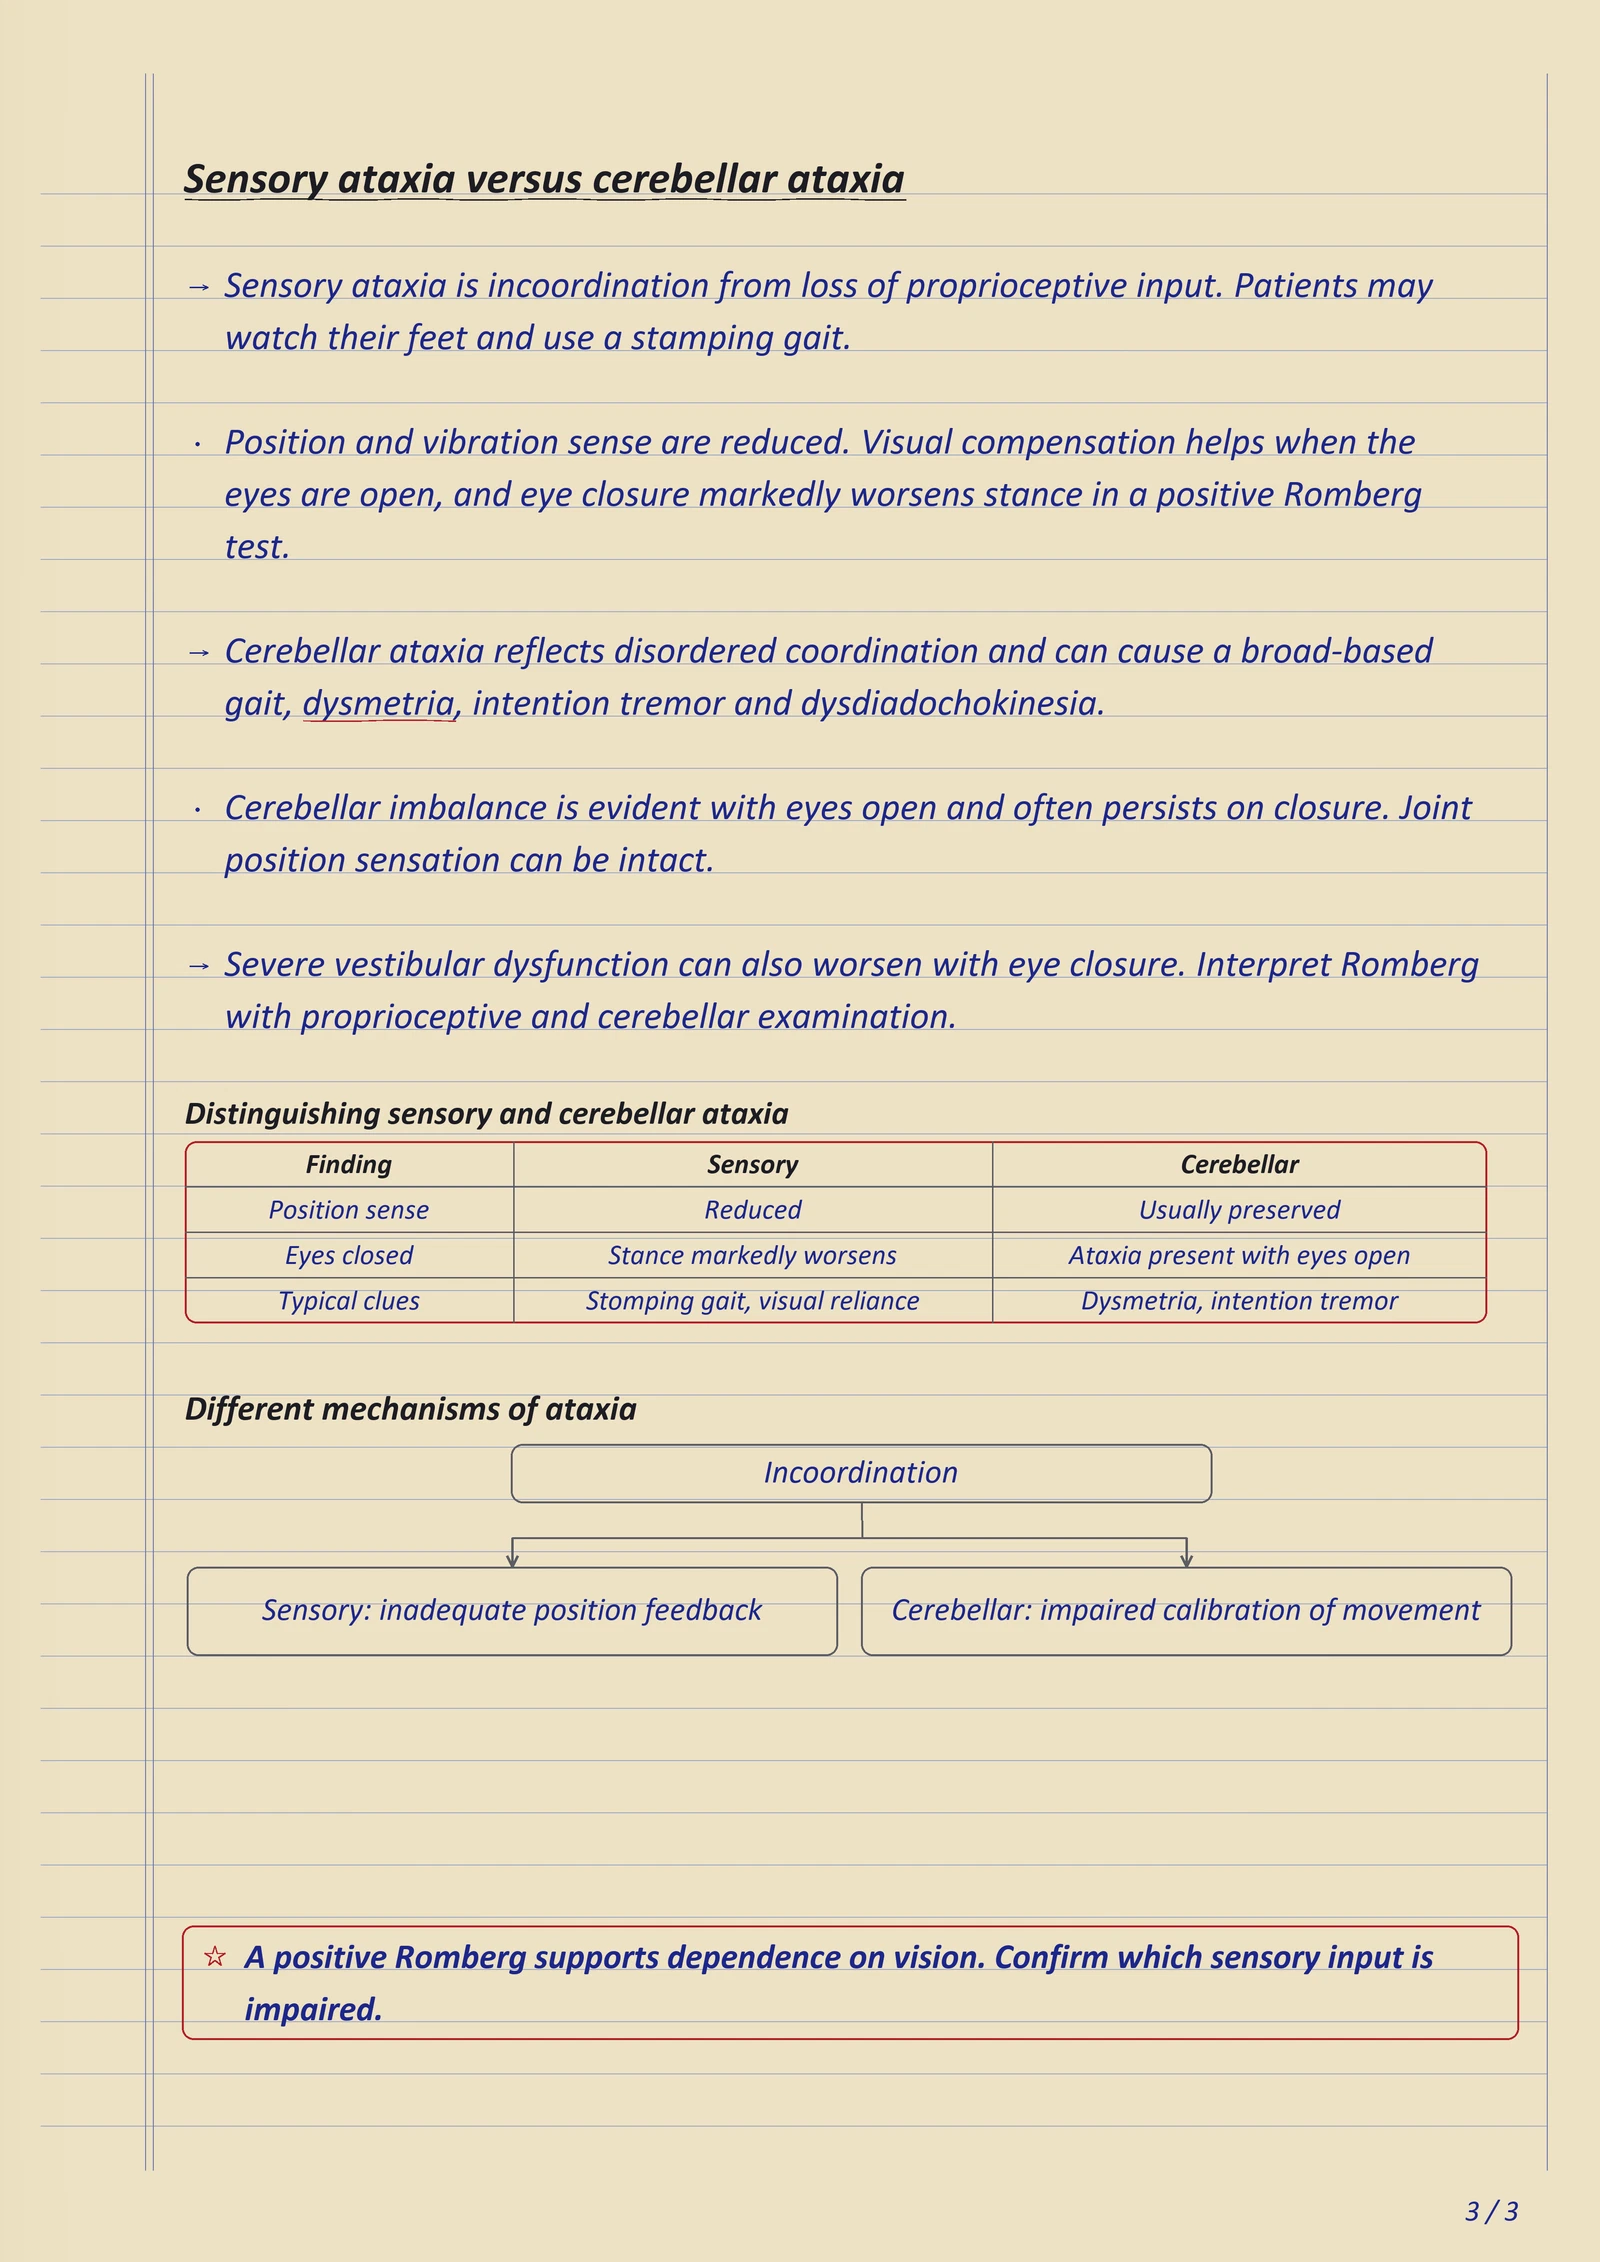 Sensory ataxia versus cerebellar ataxia
→ Sensory ataxia is incoordination from loss of proprioceptive input. Patients may
watch their feet and use a stamping gait.
· Position and vibration sense are reduced. Visual compensation helps when the
eyes are open, and eye closure markedly worsens stance in a positive Romberg
test.
→ Cerebellar ataxia reflects disordered coordination and can cause a broad-based
gait, dysmetria, intention tremor and dysdiadochokinesia.
· Cerebellar imbalance is evident with eyes open and often persists on closure. Joint
position sensation can be intact.
→ Severe vestibular dysfunction can also worsen with eye closure. Interpret Romberg
with proprioceptive and cerebellar examination.
Distinguishing sensory and cerebellar ataxia
Finding Sensory Cerebellar
Position sense Reduced Usually preserved
Eyes closed Stance markedly worsens Ataxia present with eyes open
Typical clues Stomping gait, visual reliance Dysmetria, intention tremor
Different mechanisms of ataxia
Incoordination
Sensory: inadequate position feedback Cerebellar: impaired calibration of movement
☆ A positive Romberg supports dependence on vision. Confirm which sensory input is
impaired.
3 / 3